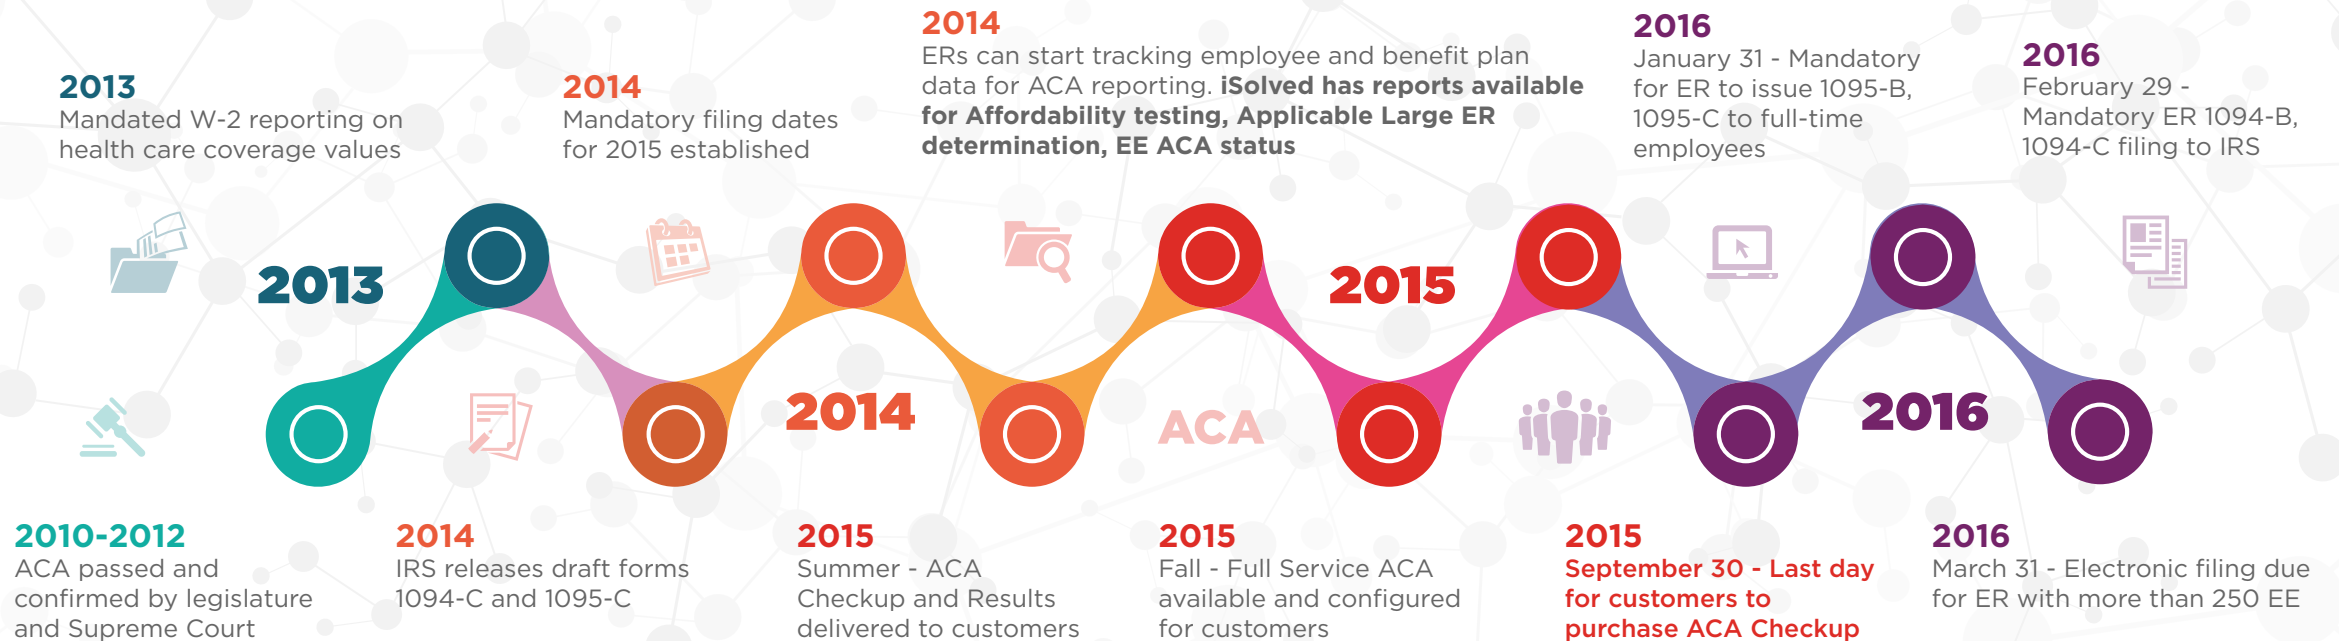 2013
Mandated W-2 reporting on
health care coverage values
2014
Mandatory filing dates
for 2015 established
2014
ERs can start tracking employee and benefit plan
data for ACA reporting. iSolved has reports available
for Affordability testing, Applicable Large ER
determination, EE ACA status
2016
January 31 - Mandatory
for ER to issue 1095-B,
1095-C to full-time
employees
2016
February 29 -
Mandatory ER 1094-B,
1094-C filing to IRS
2013
2014
ACA
2015
2016
2010-2012
ACA passed and
confirmed by legislature
and Supreme Court
2014
IRS releases draft forms
1094-C and 1095-C
2015
Summer - ACA
Checkup and Results
delivered to customers
2015
Fall - Full Service ACA
available and configured
for customers
2015
September 30 - Last day
for customers to
purchase ACA Checkup
2016
March 31 - Electronic filing due
for ER with more than 250 EE